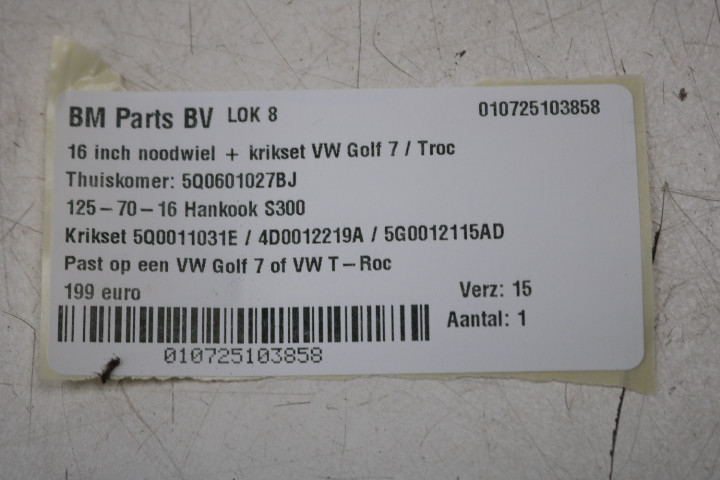 BM Parts BV LOK 8 010725103858
16 inch noodwiel + krikset VW Golf 7 / Troc
Thuiskomer: 5Q0601027BJ
125-70-16 Hankook S300
Krikset 5Q0011031E / 4D0012219A / 5G0012115AD
Past op een VW Golf 7 of VW T-Roc
199 euro Verz: 15
Aantal: 1
010725103858